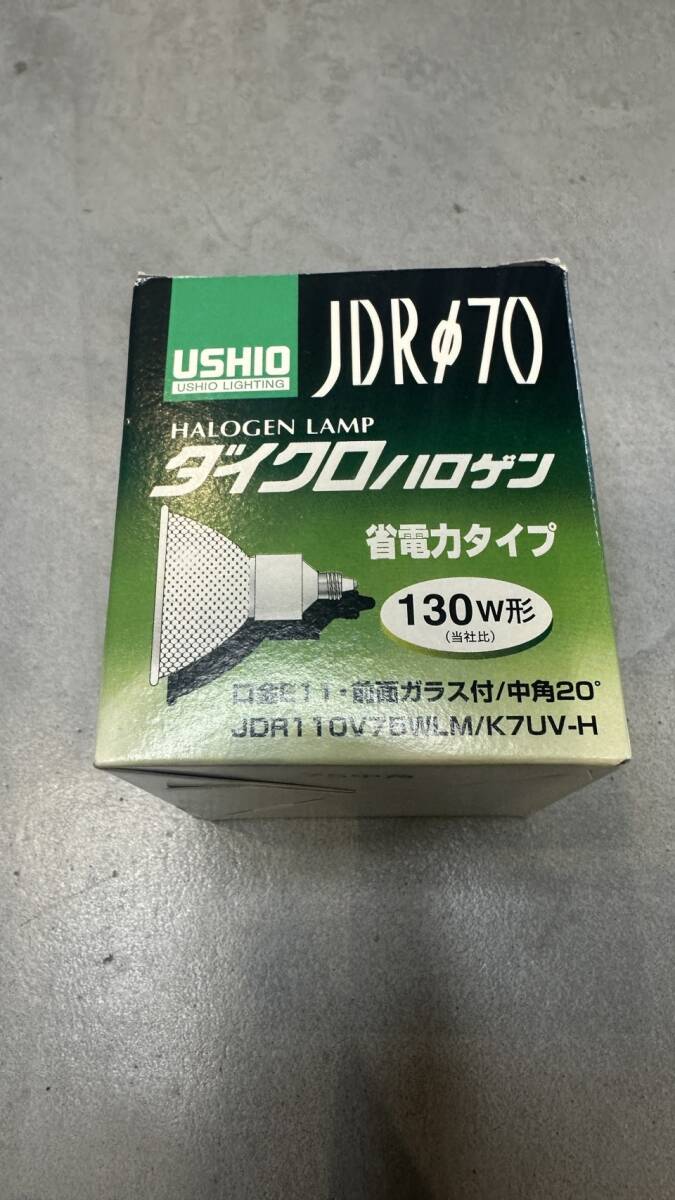 USHIO
USHIO LIGHTING
JDRφ70
HALOGEN LAMP
ダイクロハロゲン
省電力タイプ
130W形
(当社比)
口金E11・前面ガラス付/中角20°
JDR110V75WLM/K7UV-H